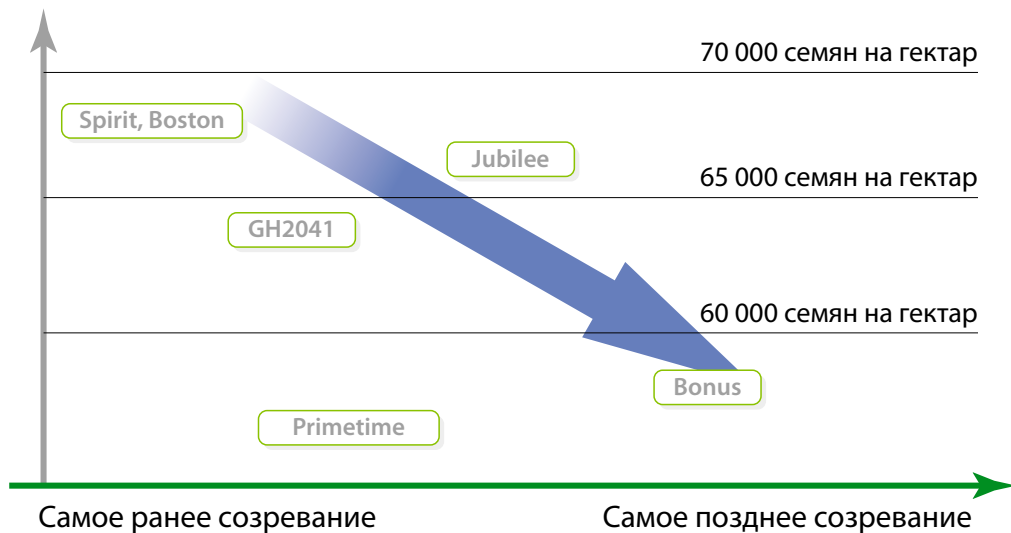 70 000 семян на гектар
Spirit, Boston
Jubilee
65 000 семян на гектар
GH2041
60 000 семян на гектар
Bonus
Primetime
Самое ранее созревание
Самое позднее созревание